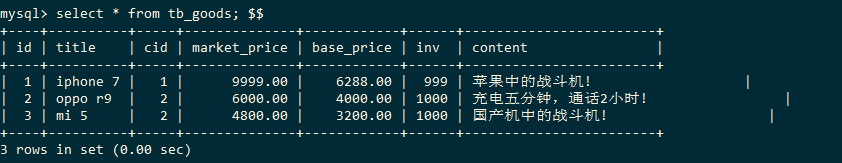 mysql> select * from tb_goods; $$
+----+----------+-----+--------------+------------+------+------------------------+
| id | title    | cid | market_price | base_price | inv  | content                |
+----+----------+-----+--------------+------------+------+------------------------+
|  1 | iphone 7 |   1 |      9999.00 |    6288.00 |  999 | 苹果中的战斗机!                   |
|  2 | oppo r9  |   2 |      6000.00 |    4000.00 | 1000 | 充电五分钟，通话2小时!                 |
|  3 | mi 5     |   2 |      4800.00 |    3200.00 | 1000 | 国产机中的战斗机!                    |
+----+----------+-----+--------------+------------+------+------------------------+
3 rows in set (0.00 sec)